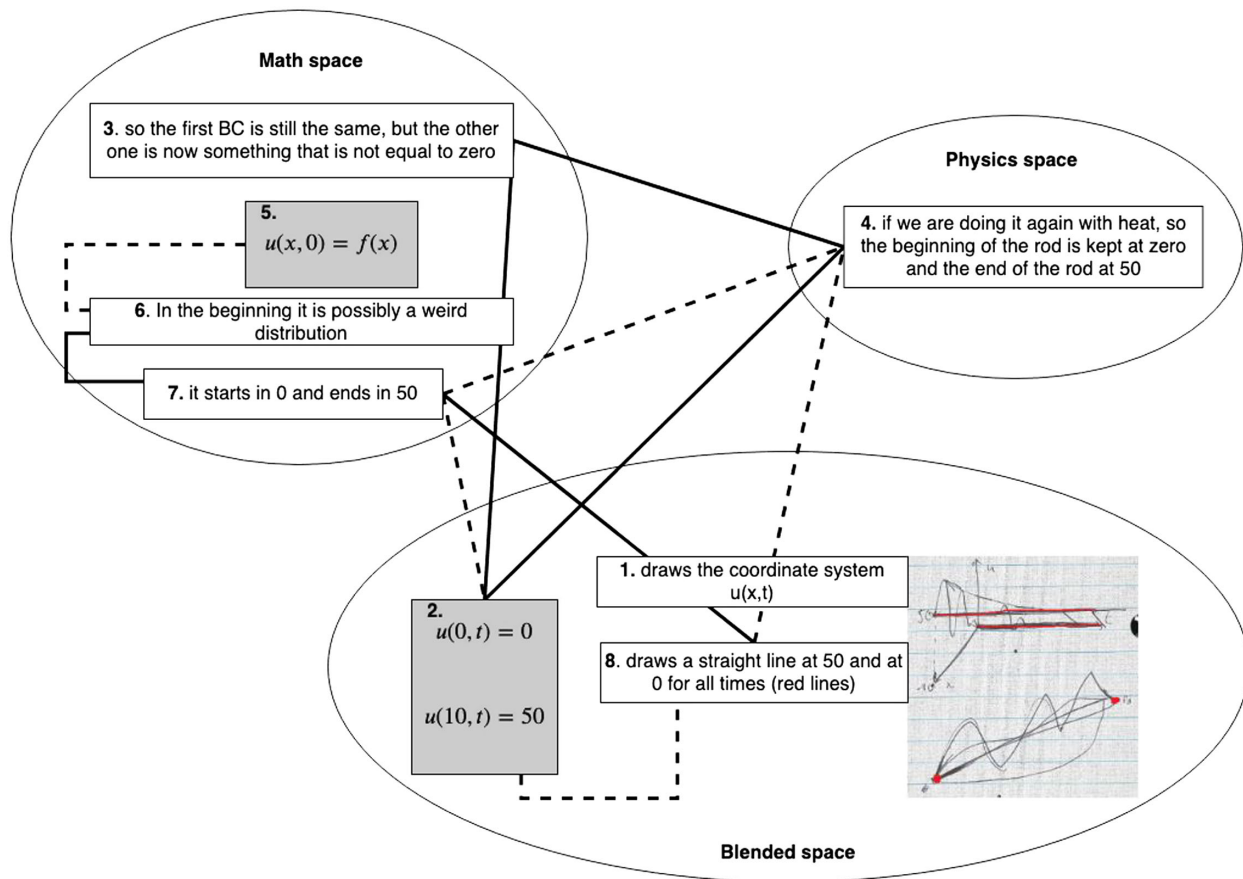 Math space
3. so the first BC is still the same, but the other
one is now something that is not equal to zero
Physics space
5.
u(x, 0) = f(x)
4. if we are doing it again with heat, so
the beginning of the rod is kept at zero
and the end of the rod at 50
6. In the beginning it is possibly a weird
distribution
7. it starts in 0 and ends in 50
1. draws the coordinate system
u(x,t)
2.
u(0, t) = 0
u(10, t) = 50
8. draws a straight line at 50 and at
0 for all times (red lines)
u
50
t
10
x
Blended space